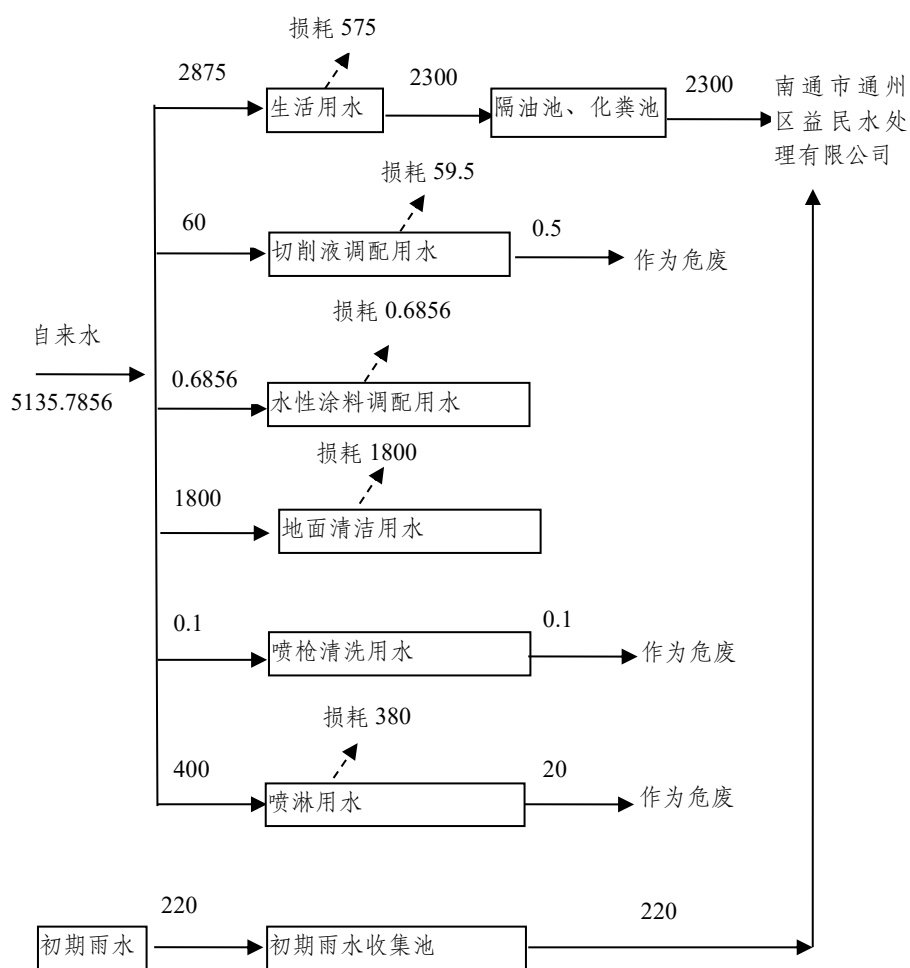 损耗 575
2875
2300
2300
生活用水
隔油池、化粪池
南通市通州
区益民水处
理有限公司
损耗 59.5
60
0.5
切削液调配用水
作为危废
损耗 0.6856
自来水
5135.7856
0.6856
水性涂料调配用水
损耗 1800
1800
地面清洁用水
0.1
0.1
喷枪清洗用水
作为危废
损耗 380
400
20
喷淋用水
作为危废
220
220
初期雨水
初期雨水收集池